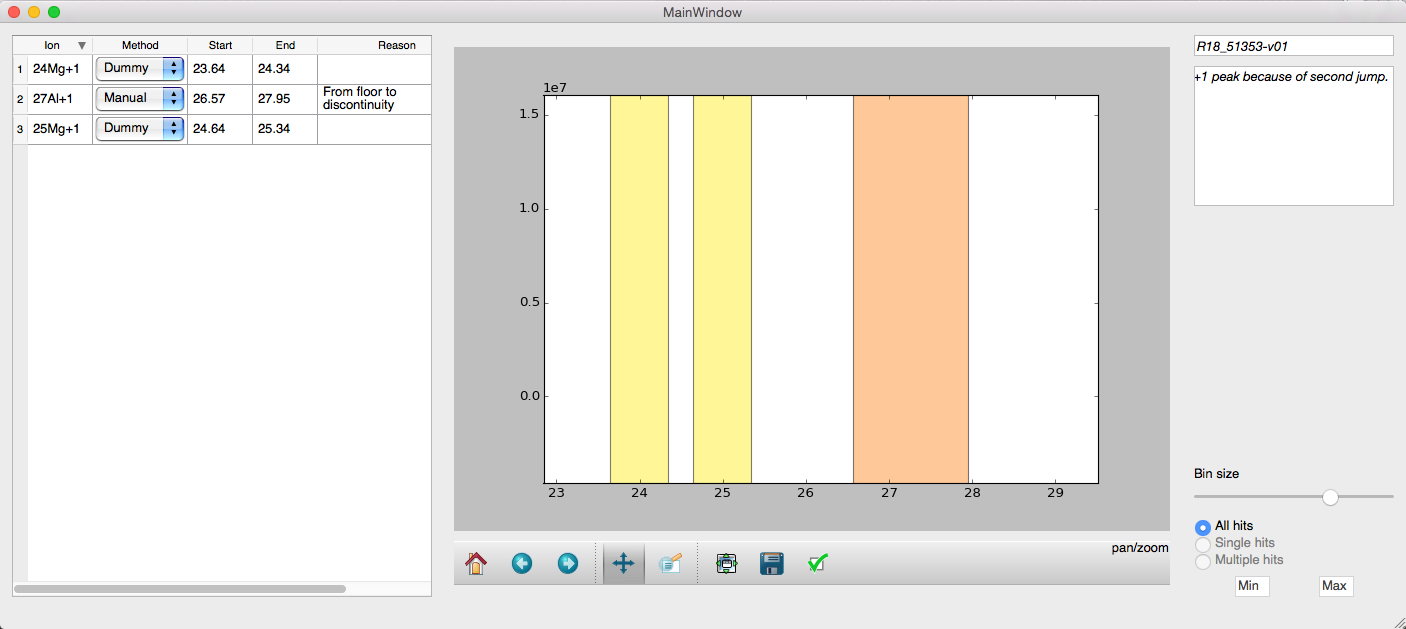 MainWindow
Ion Method Start End Reason
1 24Mg+1 Dummy 23.64 24.34
2 27Al+1 Manual 26.57 27.95 From floor to
discontinuity
3 25Mg+1 Dummy 24.64 25.34
1e7
1.5
1.0
0.5
0.0
23 24 25 26 27 28 29
pan/zoom
R18_51353-v01
+1 peak because of second jump.
Bin size
All hits
Single hits
Multiple hits
Min Max